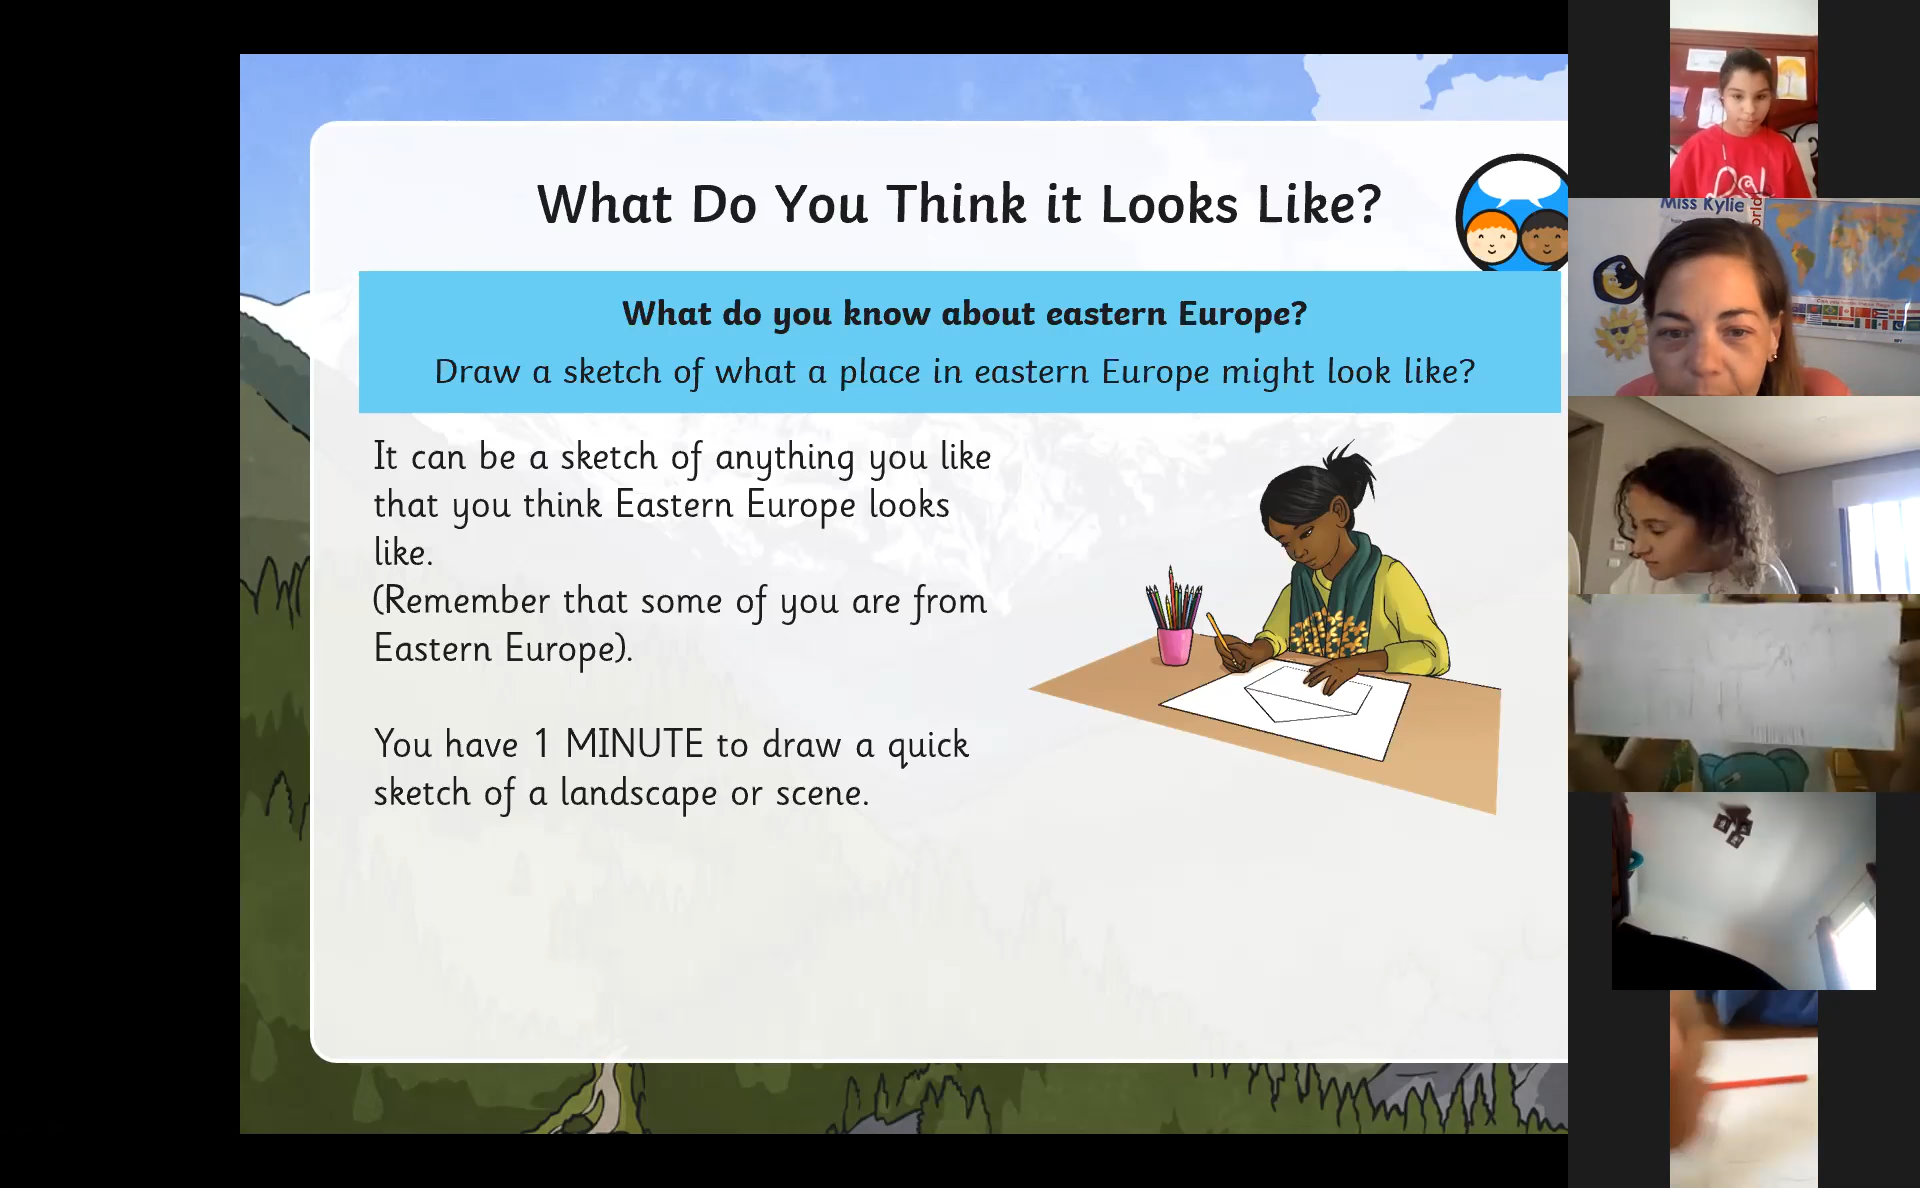 What Do You Think it Looks Like?
What do you know about eastern Europe?
Draw a sketch of what a place in eastern Europe might look like?
It can be a sketch of anything you like
that you think Eastern Europe looks
like.
(Remember that some of you are from
Eastern Europe).
You have 1 MINUTE to draw a quick
sketch of a landscape or scene.
Miss Kylie